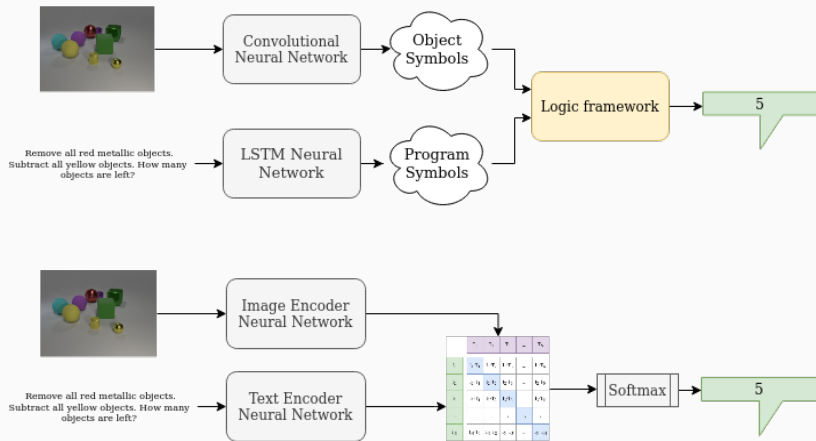 Convolutional
Neural Network
Object
Symbols
Logic framework
5
Remove all red metallic objects.
Subtract all yellow objects. How many
objects are left?
LSTM Neural
Network
Program
Symbols
Image Encoder
Neural Network
Remove all red metallic objects.
Subtract all yellow objects. How many
objects are left?
Text Encoder
Neural Network
Softmax
5